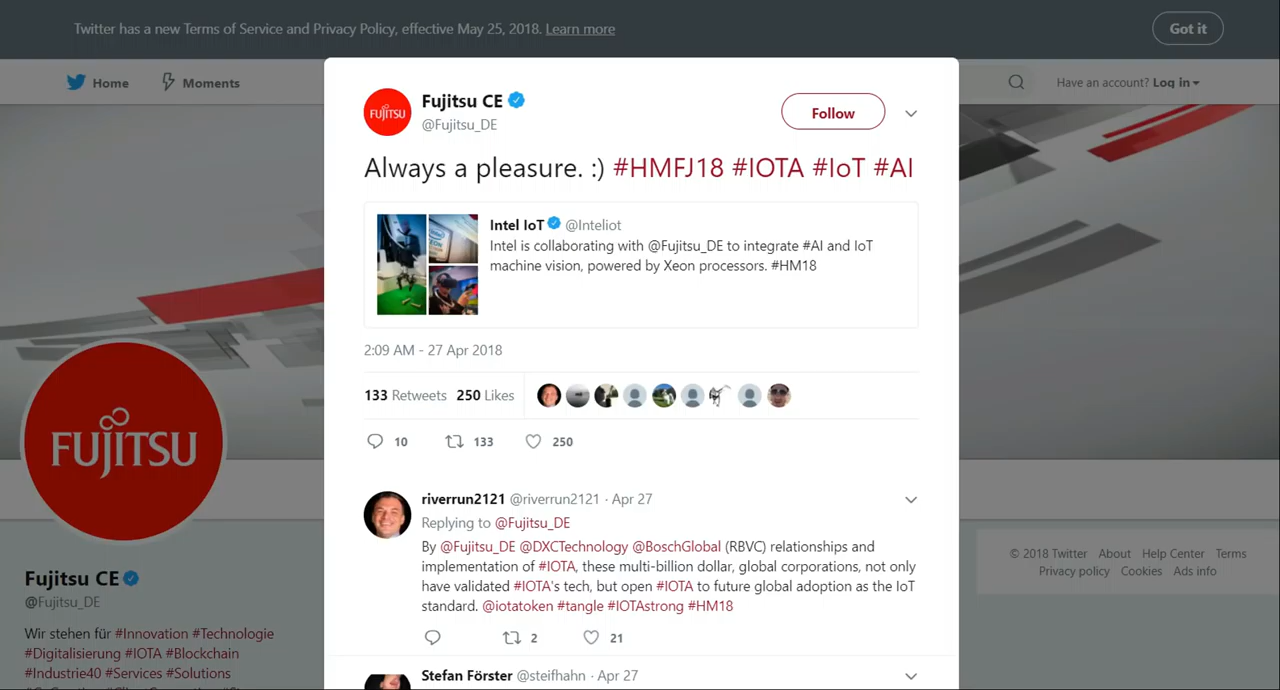 Twitter has a new Terms of Service and Privacy Policy, effective May 25, 2018. Learn more
Got it
Home
Moments
Have an account? Log in
FUJITSU
Fujitsu CE
@Fujitsu_DE
Follow
Always a pleasure. :) #HMFJ18 #IOTA #IoT #AI
Intel IoT @Inteliot
Intel is collaborating with @Fujitsu_DE to integrate #AI and IoT
machine vision, powered by Xeon processors. #HM18
2:09 AM - 27 Apr 2018
133 Retweets 250 Likes
10 133 250
riverrun2121 @riverrun2121 · Apr 27
Replying to @Fujitsu_DE
By @Fujitsu_DE @DXCTechnology @BoschGlobal (RBVC) relationships and
implementation of #IOTA, these multi-billion dollar, global corporations, not only
have validated #IOTA's tech, but open #IOTA to future global adoption as the IoT
standard. @iotatoken #tangle #IOTAstrong #HM18
2 21
Stefan Förster @steifhahn · Apr 27
FUJITSU
Fujitsu CE
@Fujitsu_DE
Wir stehen für #Innovation #Technologie
#Digitalisierung #IOTA #Blockchain
#Industrie40 #Services #Solutions
© 2018 Twitter About Help Center Terms
Privacy policy Cookies Ads info